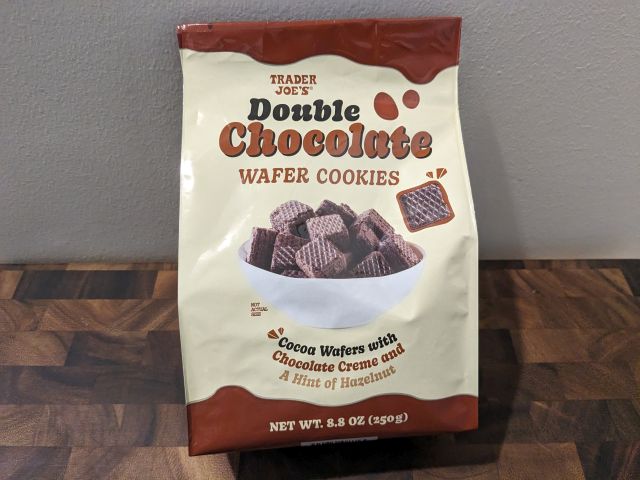 TRADER
JOE'S®
Double
Chocolate
WAFER COOKIES
NOT
ACTUAL
SIZE
Cocoa Wafers with
Chocolate Creme and
A Hint of Hazelnut
NET WT. 8.8 OZ (250g)